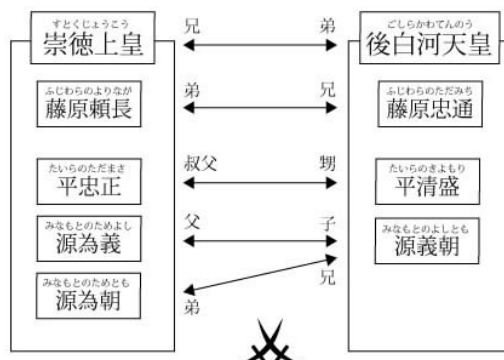 すとくじょうこう
崇徳上皇
兄
弟
ごしらかわてんのう
後白河天皇
ふじわらのよりなが
藤原頼長
弟
兄
ふじわらのただみち
藤原忠通
たいらのただまさ
平忠正
叔父
甥
たいらのきよもり
平清盛
みなもとのためよし
源為義
父
子
みなもとのよしとも
源義朝
みなもとのためとも
源為朝
弟
兄